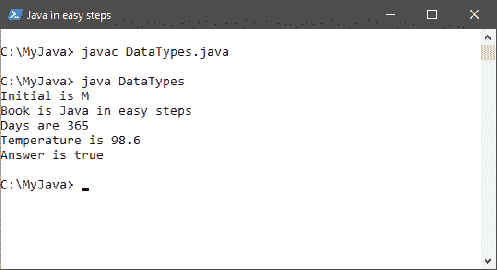 Java in easy steps
C:\MyJava> javac DataTypes.java
C:\MyJava> java DataTypes
Initial is M
Book is Java in easy steps
Days are 365
Temperature is 98.6
Answer is true
C:\MyJava>